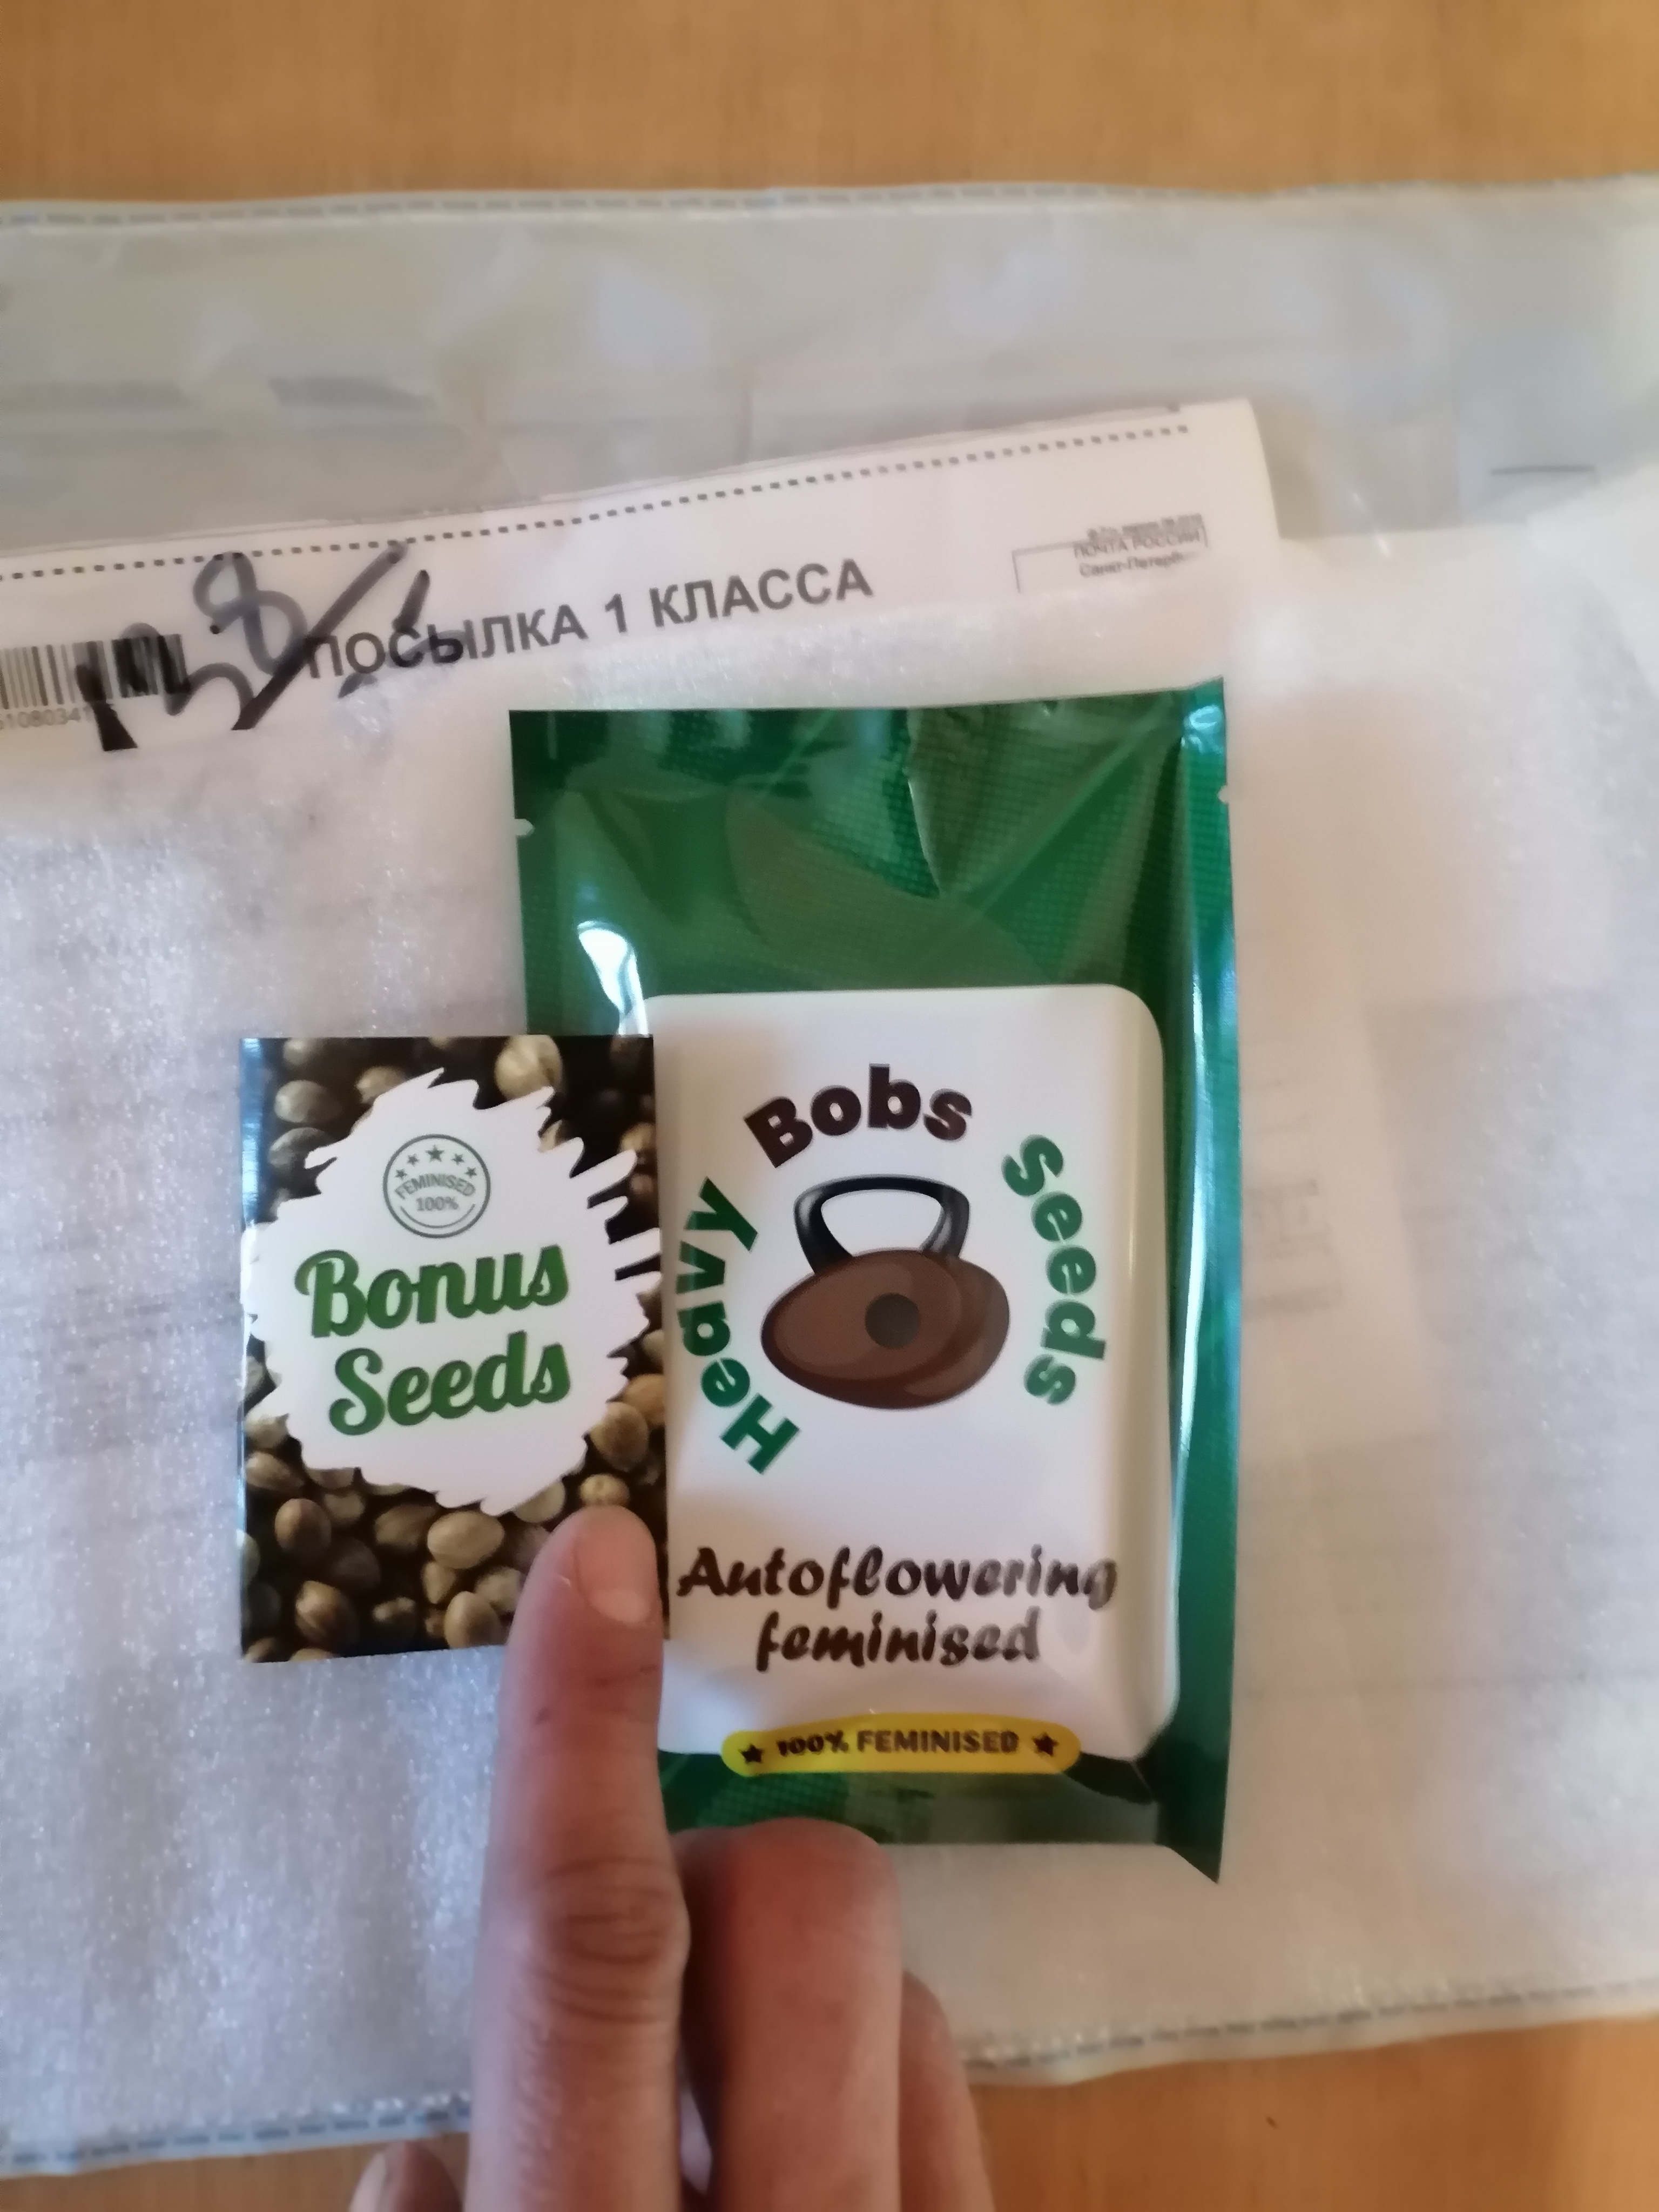 ПОЧТА РОССИИ
ПОСЫЛКА 1 КЛАССА
Heavy Bobs Seeds
Autoflowering
feminised
★ 100% FEMINISED ★
FEMINISED
100%
Bonus
Seeds